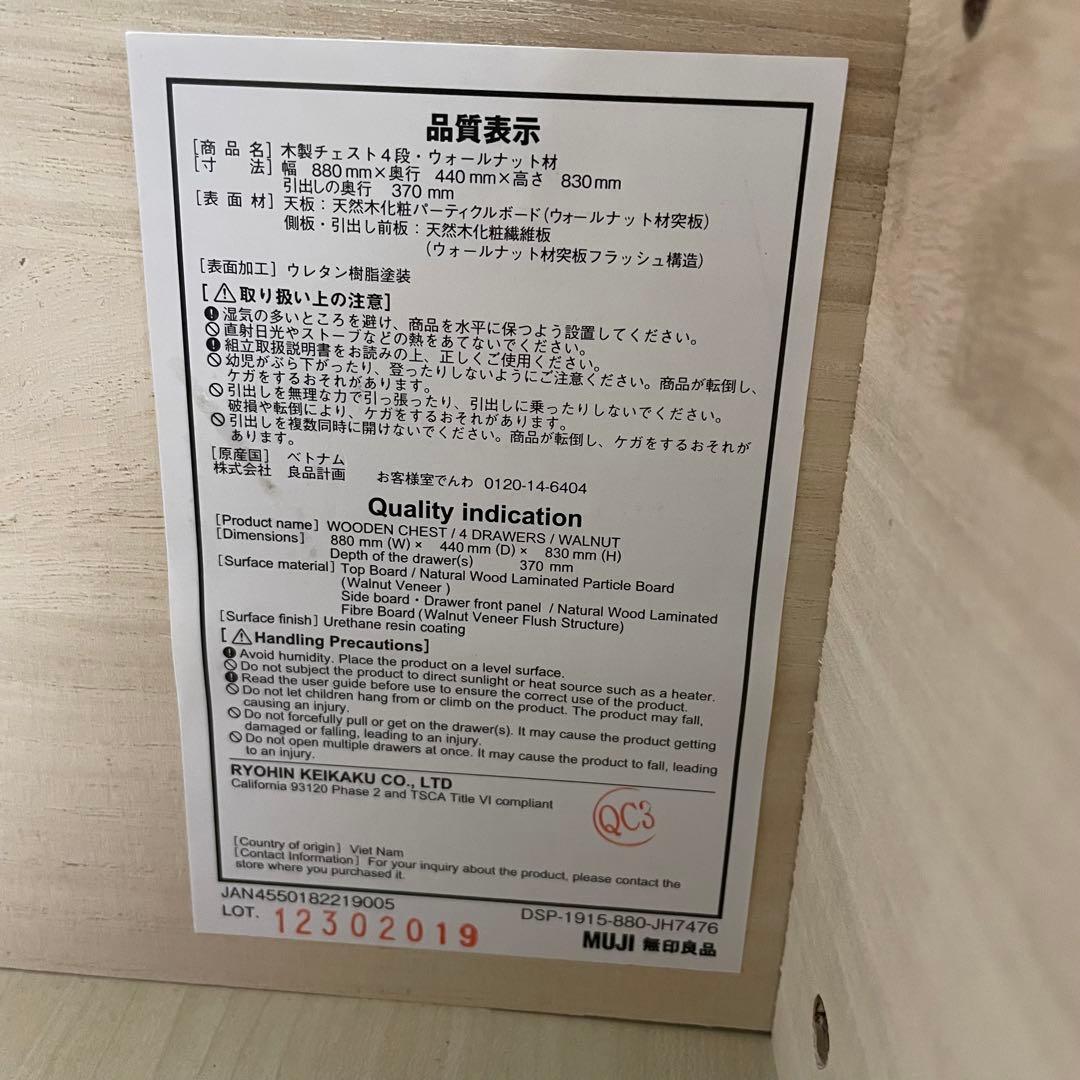 品質表示
[商品名] 木製チェスト4段・ウォールナット材
[寸法] 幅 880mm×奥行 440mm×高さ 830mm
引出しの奥行 370 mm
[表面材] 天板：天然木化粧パーティクルボード(ウォールナット材突板)
側板・引出し前板：天然木化粧繊維板
(ウォールナット材突板フラッシュ構造)
[表面加工] ウレタン樹脂塗装
[⚠取り扱い上の注意]
湿気の多いところを避け、商品を水平に保つよう設置してください。
直射日光やストーブなどの熱をあてないでください。
組立取扱説明書をお読みの上、正しくご使用ください。
幼児がぶら下がったり、登ったりしないようにご注意ください。商品が転倒し、
ケガをするおそれがあります。
引出しを無理な力で引っ張ったり、引出しに乗ったりしないでください。
破損や転倒により、ケガをするおそれがあります。
引出しを複数同時に開けないでください。商品が転倒し、ケガをするおそれが
あります。
[原産国] ベトナム
株式会社 良品計画 お客様室でんわ 0120-14-6404
Quality indication
[Product name] WOODEN CHEST / 4 DRAWERS / WALNUT
[Dimensions] 880 mm (W) × 440 mm (D) × 830 mm (H)
Depth of the drawer(s) 370 mm
[Surface material] Top Board / Natural Wood Laminated Particle Board
(Walnut Veneer )
Side board・Drawer front panel / Natural Wood Laminated
Fibre Board (Walnut Veneer Flush Structure)
[Surface finish] Urethane resin coating
[⚠Handling Precautions]
Avoid humidity. Place the product on a level surface.
Do not subject the product to direct sunlight or heat source such as a heater.
Read the user guide before use to ensure the correct use of the product.
Do not let children hang from or climb on the product. The product may fall,
causing an injury.
Do not forcefully pull or get on the drawer(s). It may cause the product getting
damaged or falling, leading to an injury.
Do not open multiple drawers at once. It may cause the product to fall, leading
to an injury.
RYOHIN KEIKAKU CO., LTD
California 93120 Phase 2 and TSCA Title VI compliant
QC3
[Country of origin] Viet Nam
[Contact Information] For your inquiry about the product, please contact the
store where you purchased it.
JAN4550182219005 DSP-1915-880-JH7476
LOT. 12302019 MUJI 無印良品